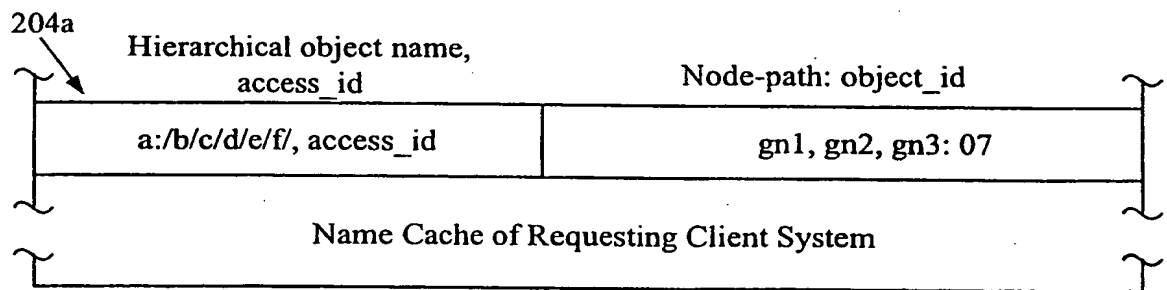 204a
Hierarchical object name,
access_id
Node-path: object_id
a:/b/c/d/e/f/, access_id
gn1, gn2, gn3: 07
Name Cache of Requesting Client System